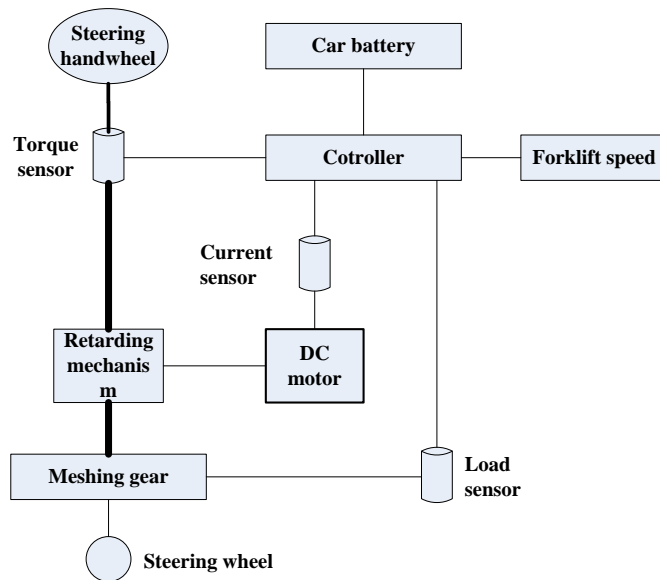 Steering
handwheel
Car battery
Torque
sensor
Cotroller
Forklift speed
Current
sensor
Retarding
mechanis
m
DC
motor
Meshing gear
Load
sensor
Steering wheel